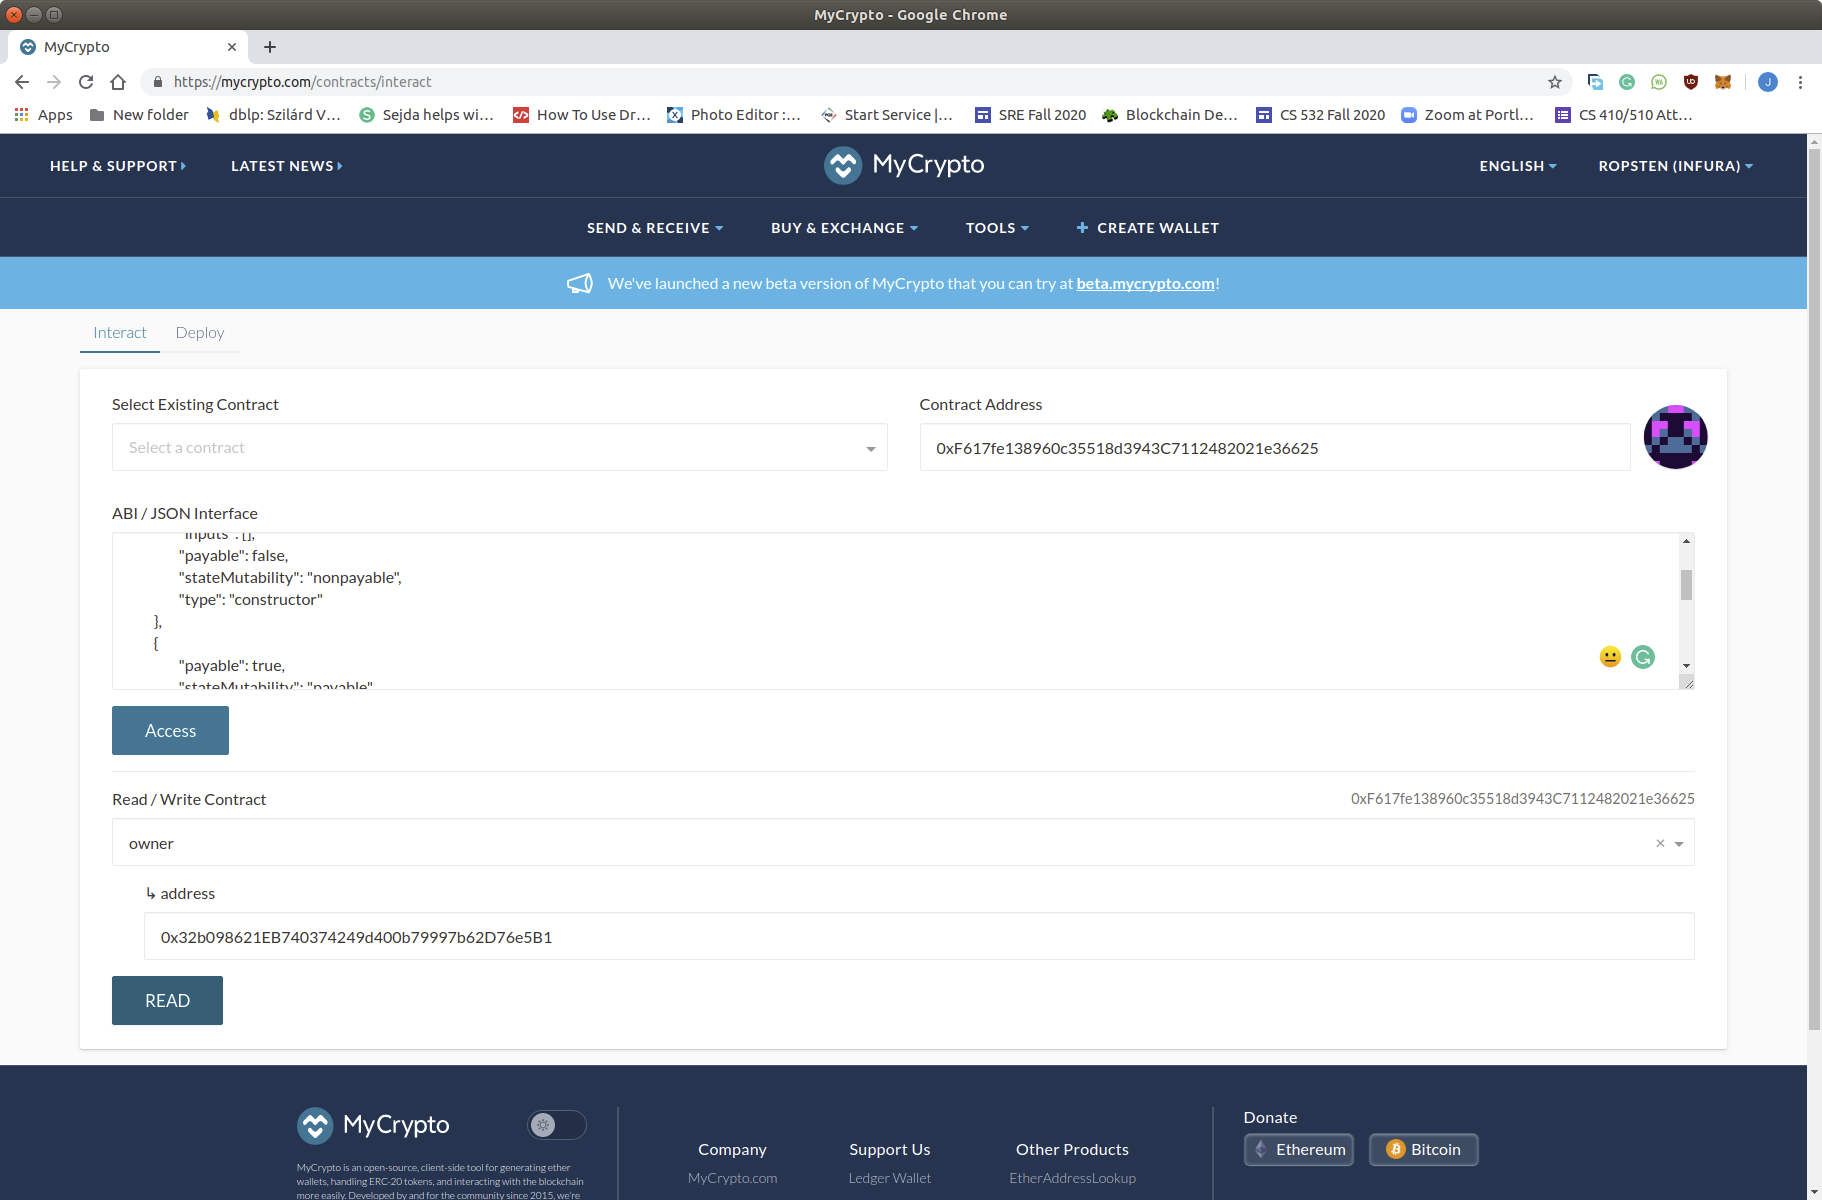 MyCrypto - Google Chrome
MyCrypto
https://mycrypto.com/contracts/interact
Apps New folder dblp: Szilárd V... Sejda helps wi... How To Use Dr... Photo Editor :... Start Service |... SRE Fall 2020 Blockchain De... CS 532 Fall 2020 Zoom at Portl... CS 410/510 Att...
HELP & SUPPORT LATEST NEWS MyCrypto ENGLISH ROPSTEN (INFURA)
SEND & RECEIVE BUY & EXCHANGE TOOLS + CREATE WALLET
We've launched a new beta version of MyCrypto that you can try at beta.mycrypto.com!
Interact Deploy
Select Existing Contract Contract Address
Select a contract 0xF617fe138960c35518d3943C7112482021e36625
ABI / JSON Interface
"inputs": [],
"payable": false,
"stateMutability": "nonpayable",
"type": "constructor"
},
{
"payable": true,
"stateMutability": "payable"
Access
Read / Write Contract 0xF617fe138960c35518d3943C7112482021e36625
owner
↳ address
0x32b098621EB740374249d400b79997b62D76e5B1
READ
MyCrypto
MyCrypto is an open-source, client-side tool for generating ether
wallets, handling ERC-20 tokens, and interacting with the blockchain
more easily. Developed by and for the community since 2015, we're
Company Support Us Other Products
MyCrypto.com Ledger Wallet EtherAddressLookup
Donate
Ethereum Bitcoin